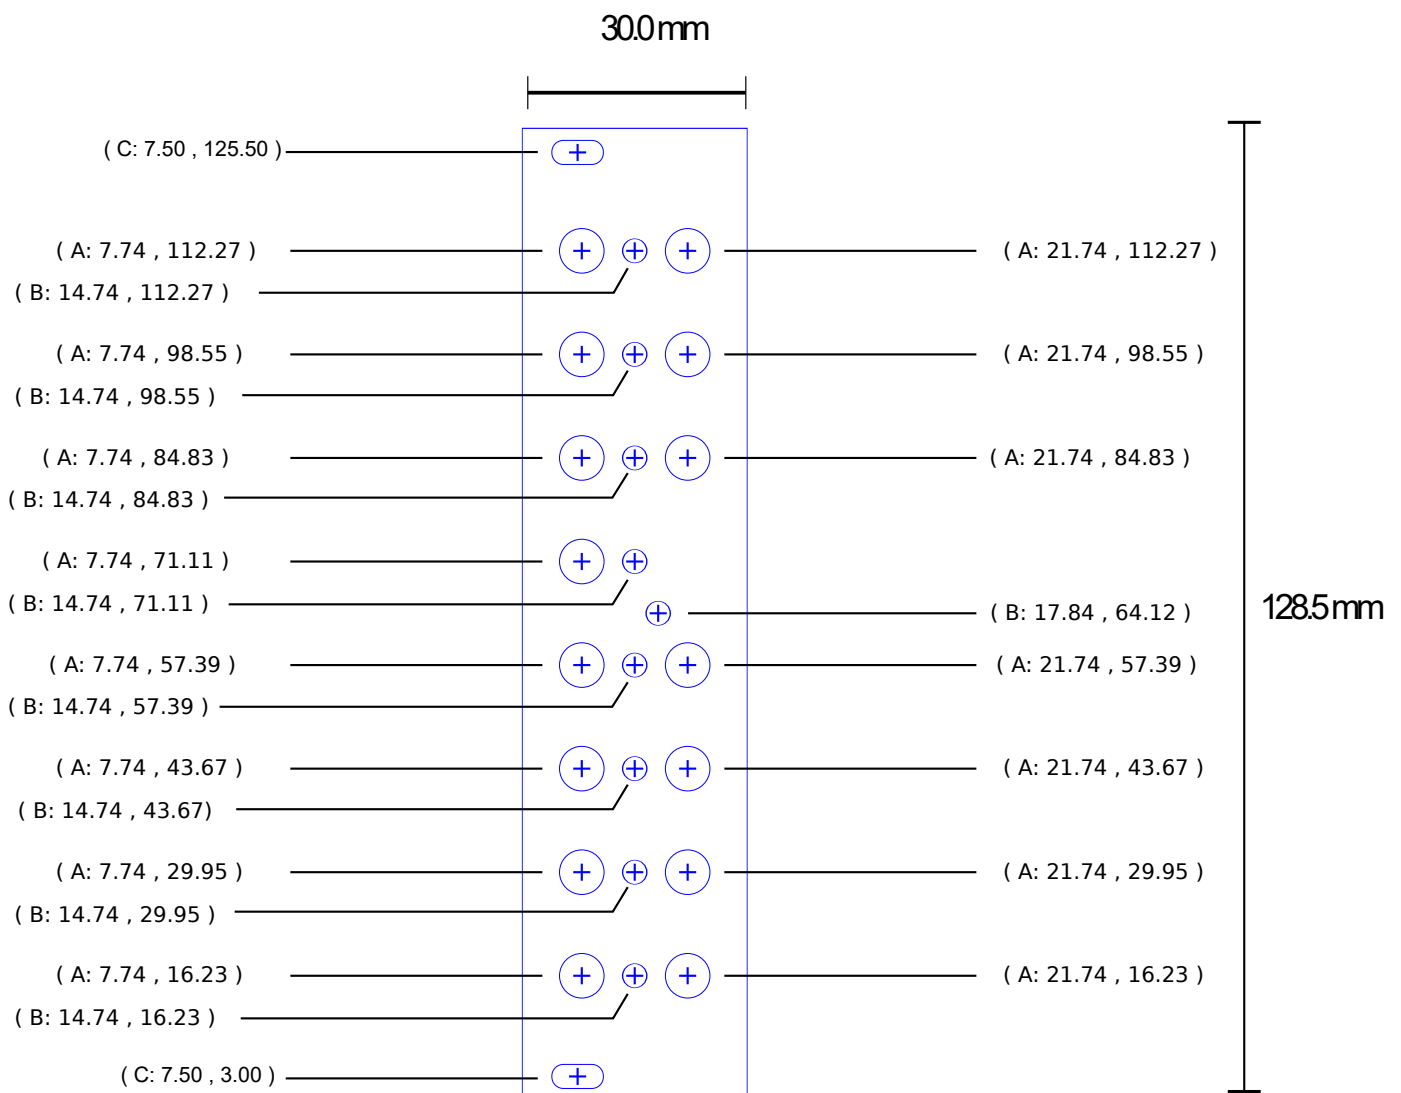 30.0 mm
( C: 7.50 , 125.50 )
( A: 7.74 , 112.27 )
( A: 21.74 , 112.27 )
( B: 14.74 , 112.27 )
( A: 7.74 , 98.55 )
( A: 21.74 , 98.55 )
( B: 14.74 , 98.55 )
( A: 7.74 , 84.83 )
( A: 21.74 , 84.83 )
( B: 14.74 , 84.83 )
( A: 7.74 , 71.11 )
( B: 14.74 , 71.11 )
( B: 17.84 , 64.12 )
128.5 mm
( A: 7.74 , 57.39 )
( A: 21.74 , 57.39 )
( B: 14.74 , 57.39 )
( A: 7.74 , 43.67 )
( A: 21.74 , 43.67 )
( B: 14.74 , 43.67)
( A: 7.74 , 29.95 )
( A: 21.74 , 29.95 )
( B: 14.74 , 29.95 )
( A: 7.74 , 16.23 )
( A: 21.74 , 16.23 )
( B: 14.74 , 16.23 )
( C: 7.50 , 3.00 )